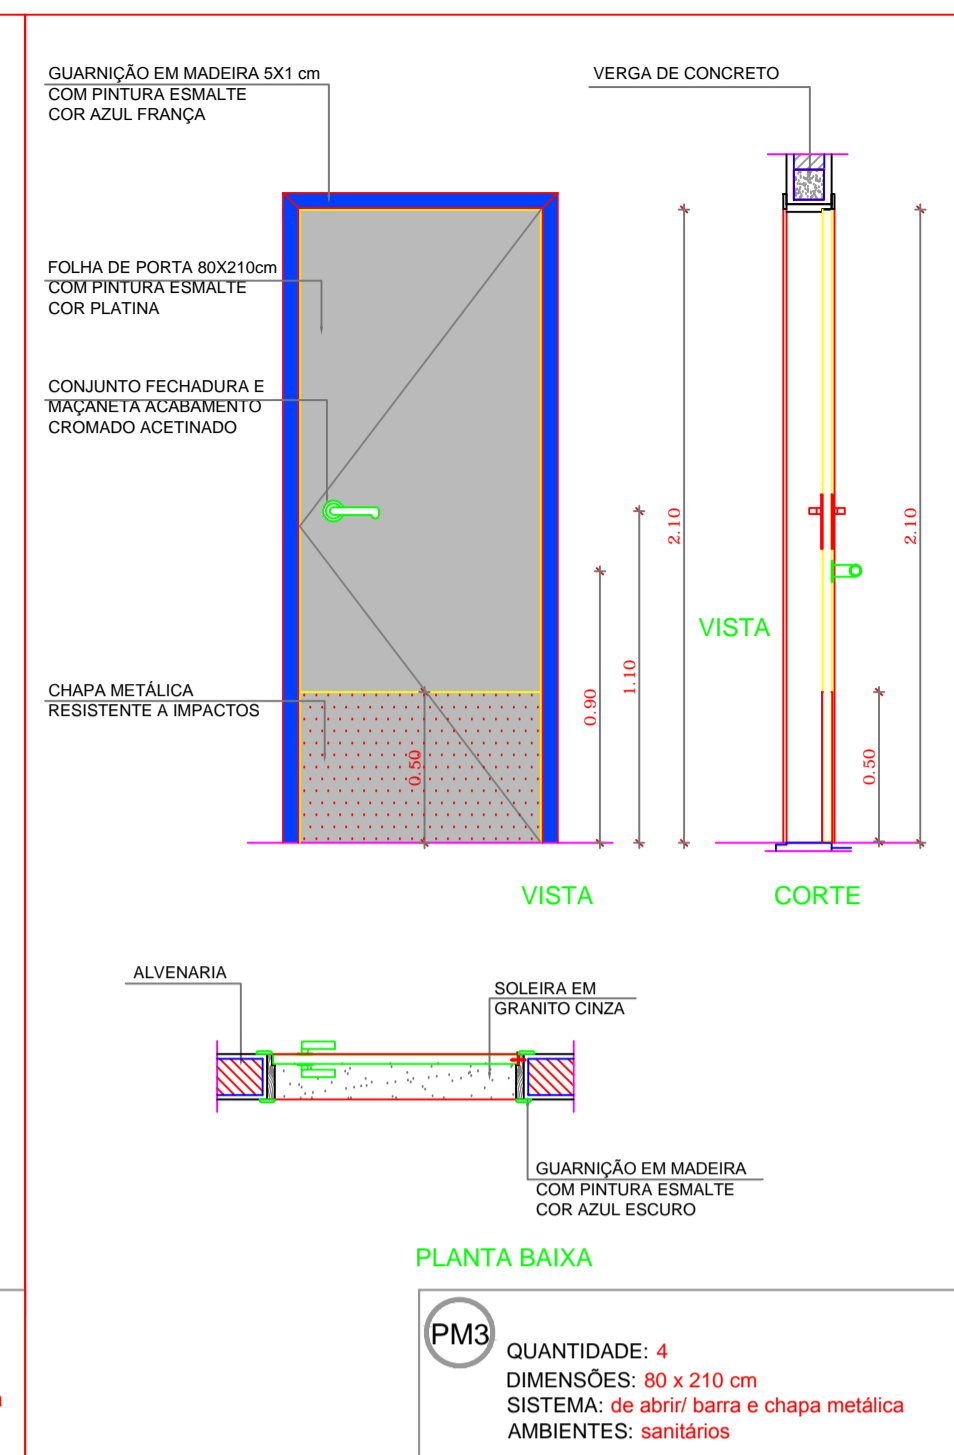 GUARNIÇÃO EM MADEIRA 5X1 cm
COM PINTURA ESMALTE
COR AZUL FRANÇA
VERGA DE CONCRETO
FOLHA DE PORTA 80X210cm
COM PINTURA ESMALTE
COR PLATINA
CONJUNTO FECHADURA E
MAÇANETA ACABAMENTO
CROMADO ACETINADO
CHAPA METÁLICA
RESISTENTE A IMPACTOS
0.50
0.90
1.10
2.10
VISTA
0.50
2.10
VISTA
CORTE
ALVENARIA
SOLEIRA EM
GRANITO CINZA
GUARNIÇÃO EM MADEIRA
COM PINTURA ESMALTE
COR AZUL ESCURO
PLANTA BAIXA
PM3
QUANTIDADE: 4
DIMENSÕES: 80 x 210 cm
SISTEMA: de abrir/ barra e chapa metálica
AMBIENTES: sanitários